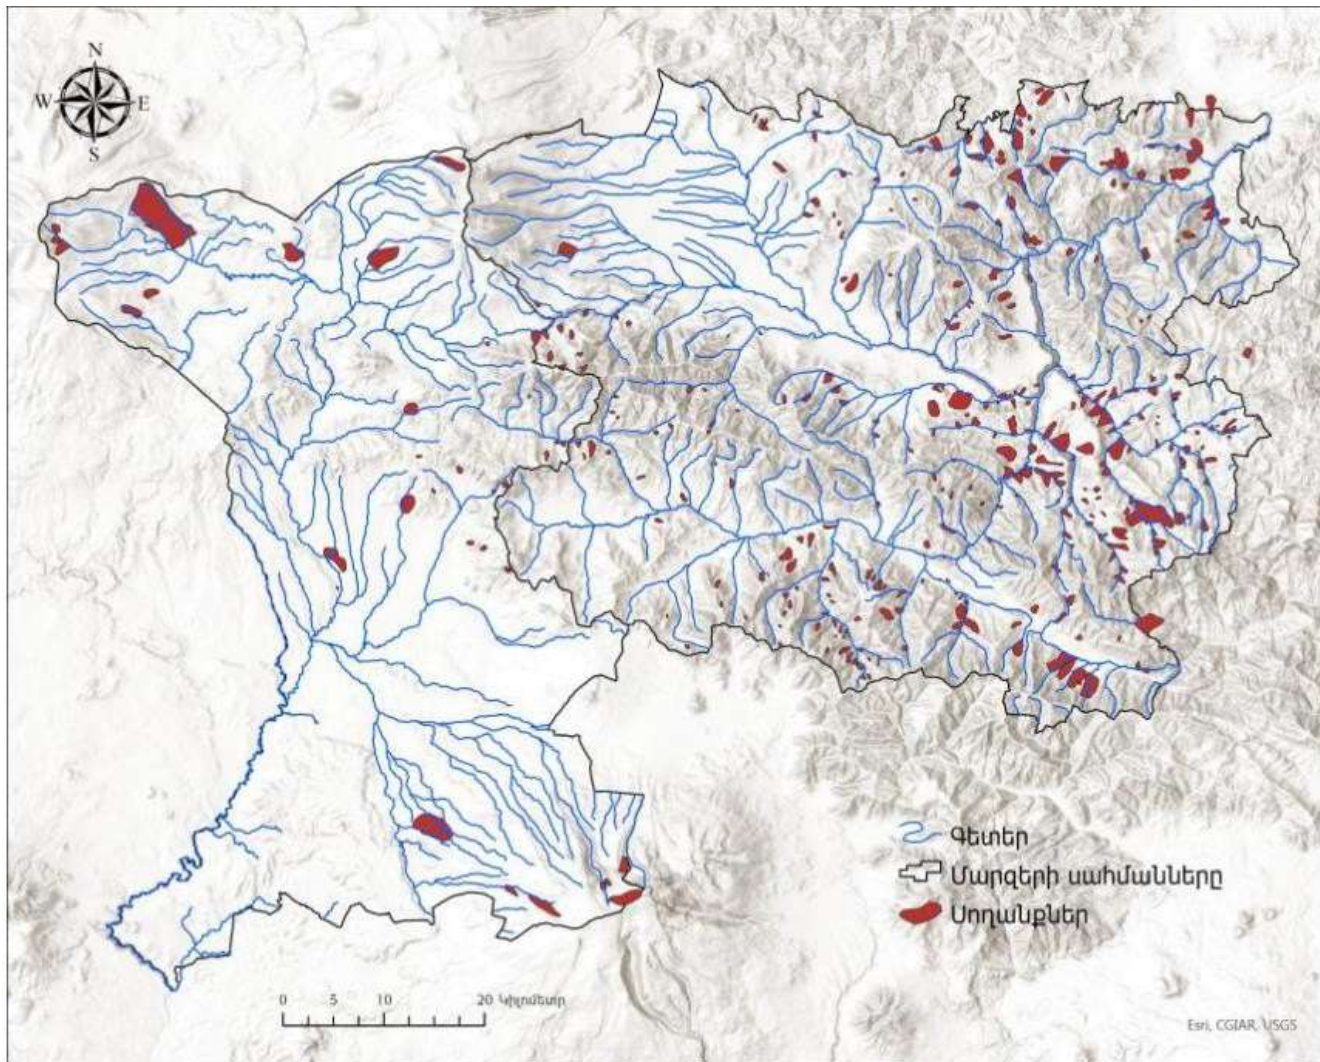 N
W E
S
Գետեր
Մարզերի սահմանները
Սողանքներ
0 5 10 20 Կիլոմետր
Esri, CGIAR, USGS